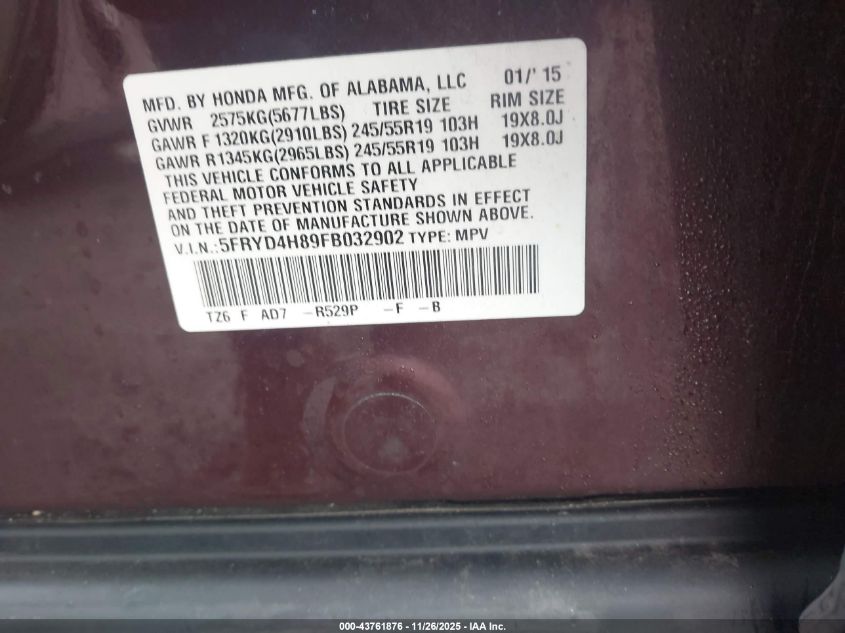 MFD. BY HONDA MFG. OF ALABAMA, LLC 01/' 15
GVWR 2575KG(5677LBS) TIRE SIZE RIM SIZE
GAWR F 1320KG(2910LBS) 245/55R19 103H 19X8.0J
GAWR R1345KG(2965LBS) 245/55R19 103H 19X8.0J
THIS VEHICLE CONFORMS TO ALL APPLICABLE
FEDERAL MOTOR VEHICLE SAFETY
AND THEFT PREVENTION STANDARDS IN EFFECT
ON THE DATE OF MANUFACTURE SHOWN ABOVE.
V.I.N.:5FRYD4H89FB032902 TYPE: MPV
TZ6 F AD7 -R529P -F -B
000-43761876 - 11/26/2025 - IAA Inc.